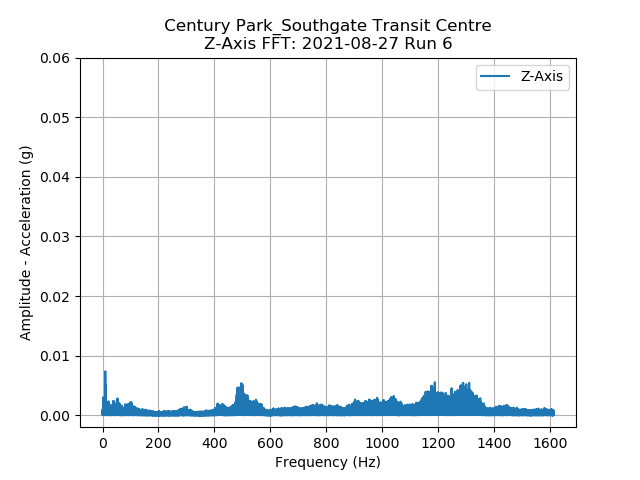 Century Park_Southgate Transit Centre
Z-Axis FFT: 2021-08-27 Run 6
Z-Axis
Amplitude - Acceleration (g)
0.06
0.05
0.04
0.03
0.02
0.01
0.00
0 200 400 600 800 1000 1200 1400 1600
Frequency (Hz)